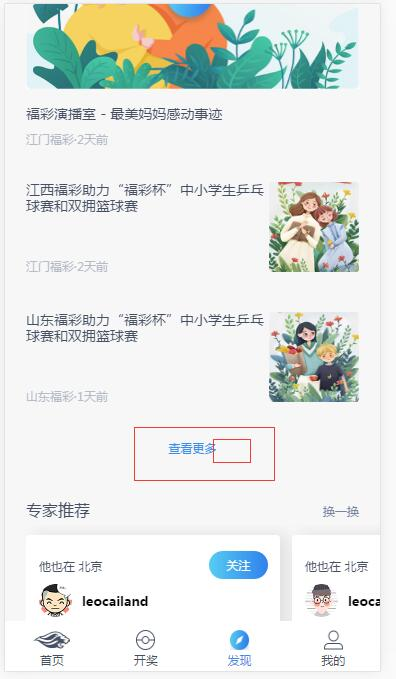 福彩演播室 - 最美妈妈感动事迹
江门福彩·2天前
江西福彩助力“福彩杯”中小学生乒乓
球赛和双拥篮球赛
江门福彩·2天前
山东福彩助力“福彩杯”中小学生乒乓
球赛和双拥篮球赛
山东福彩·1天前
查看更多
专家推荐
换一换
他也在 北京
关注
leocailand
他也在 北京
leoca
首页
开奖
发现
我的